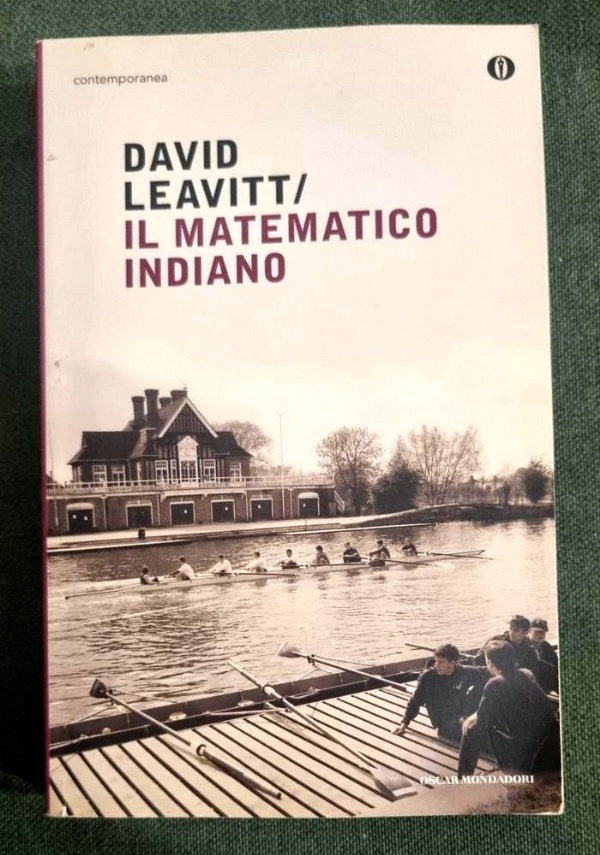 contemporanea
DAVID
LEAVITT/
IL MATEMATICO
INDIANO
OSCAR MONDADORI